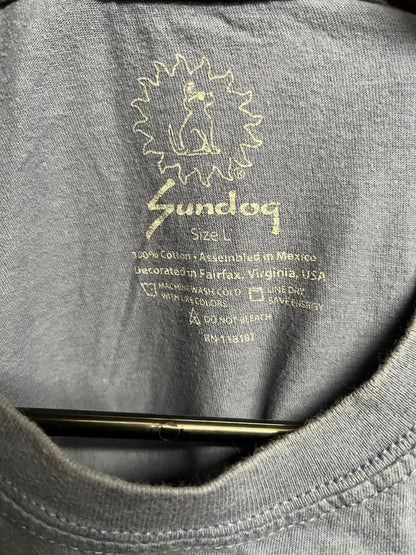 ®
Sundog
Size L
100% Cotton • Assembled in Mexico
Decorated in Fairfax, Virginia, USA
MACHINE WASH COLD
WITH LIKE COLORS
LINE DRY
SAVE ENERGY
DO NOT BLEACH
RN 118187